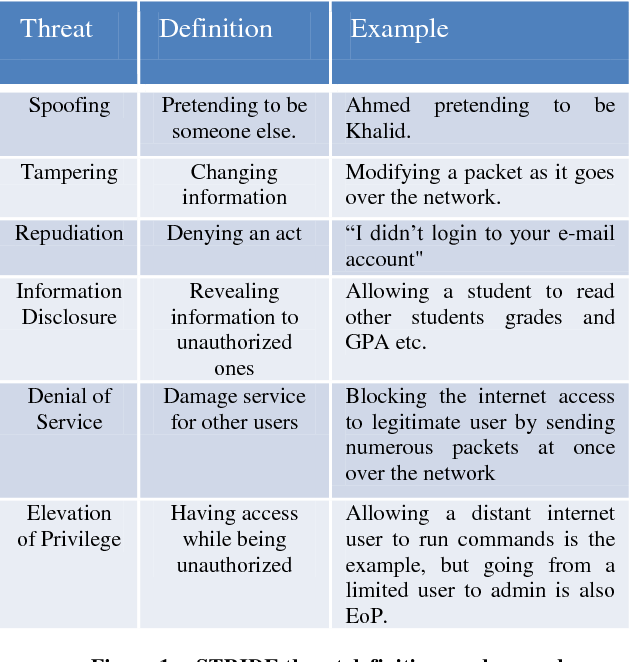 Threat Definition Example
Spoofing Pretending to be Ahmed pretending to be
someone else. Khalid.
Tampering Changing Modifying a packet as it goes
information over the network.
Repudiation Denying an act “I didn’t login to your e-mail
account"
Information Revealing Allowing a student to read
Disclosure information to other students grades and
unauthorized GPA etc.
ones
Denial of Damage service Blocking the internet access
Service for other users to legitimate user by sending
numerous packets at once
over the network
Elevation Having access Allowing a distant internet
of Privilege while being user to run commands is the
unauthorized example, but going from a
limited user to admin is also
EoP.